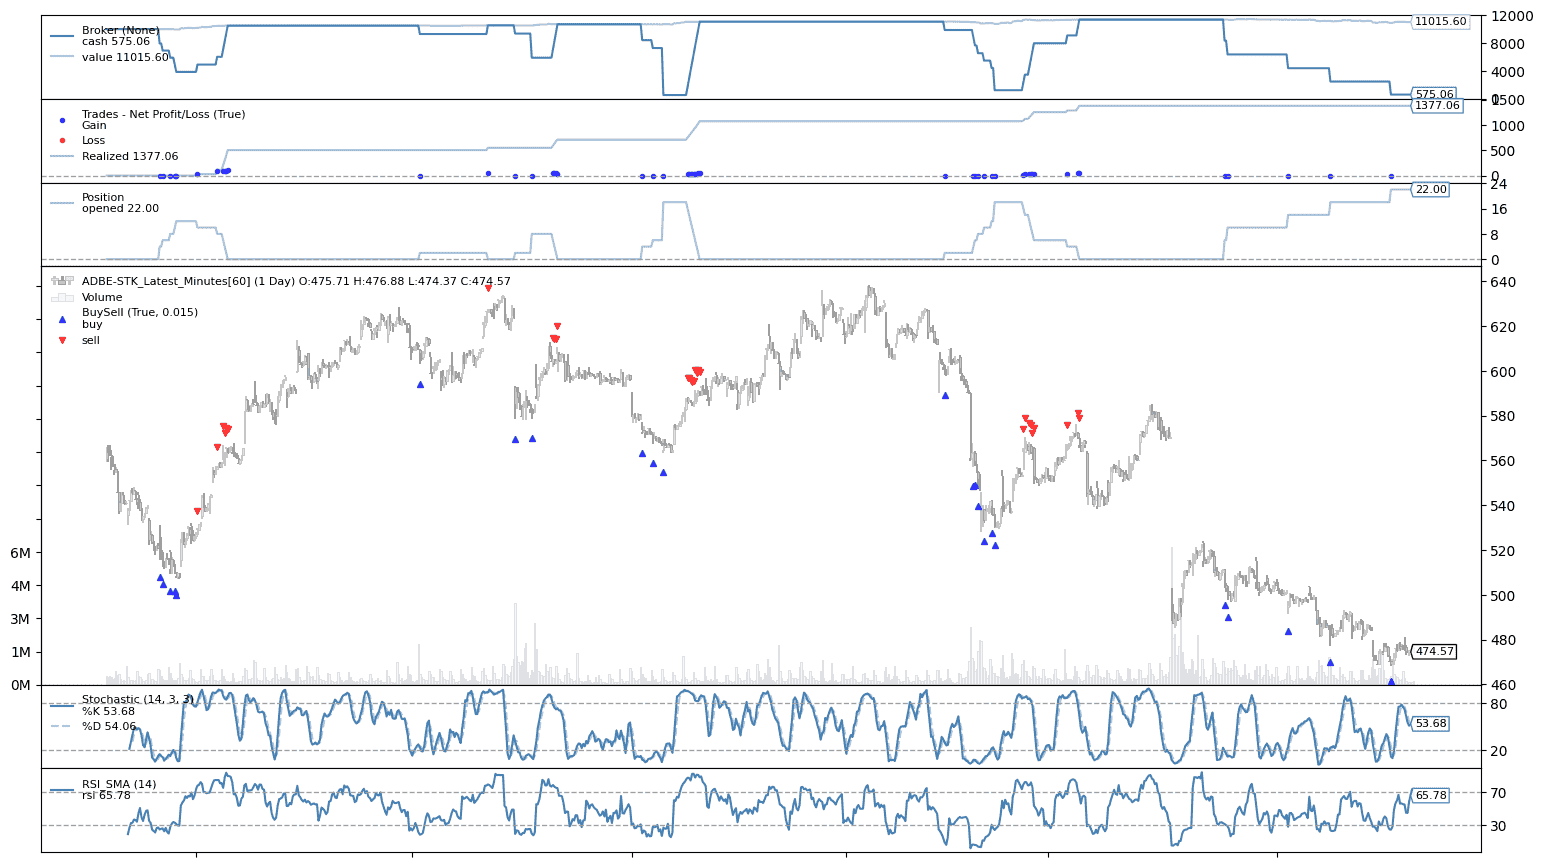 Broker (None)
cash 575.06
value 11015.60
12000
11015.60
8000
4000
575.06
0
Trades - Net Profit/Loss (True)
Gain
Loss
Realized 1377.06
1500
1377.06
1000
500
0
Position
opened 22.00
24
22.00
16
8
0
ADBE-STK_Latest_Minutes[60] (1 Day) O:475.71 H:476.88 L:474.37 C:474.57
Volume
BuySell (True, 0.015)
buy
sell
640
620
600
580
560
540
520
500
480
474.57
460
6M
4M
3M
1M
0M
Stochastic (14, 3, 3)
%K 53.68
%D 54.06
80
53.68
20
RSI_SMA (14)
rsi 65.78
70
65.78
30